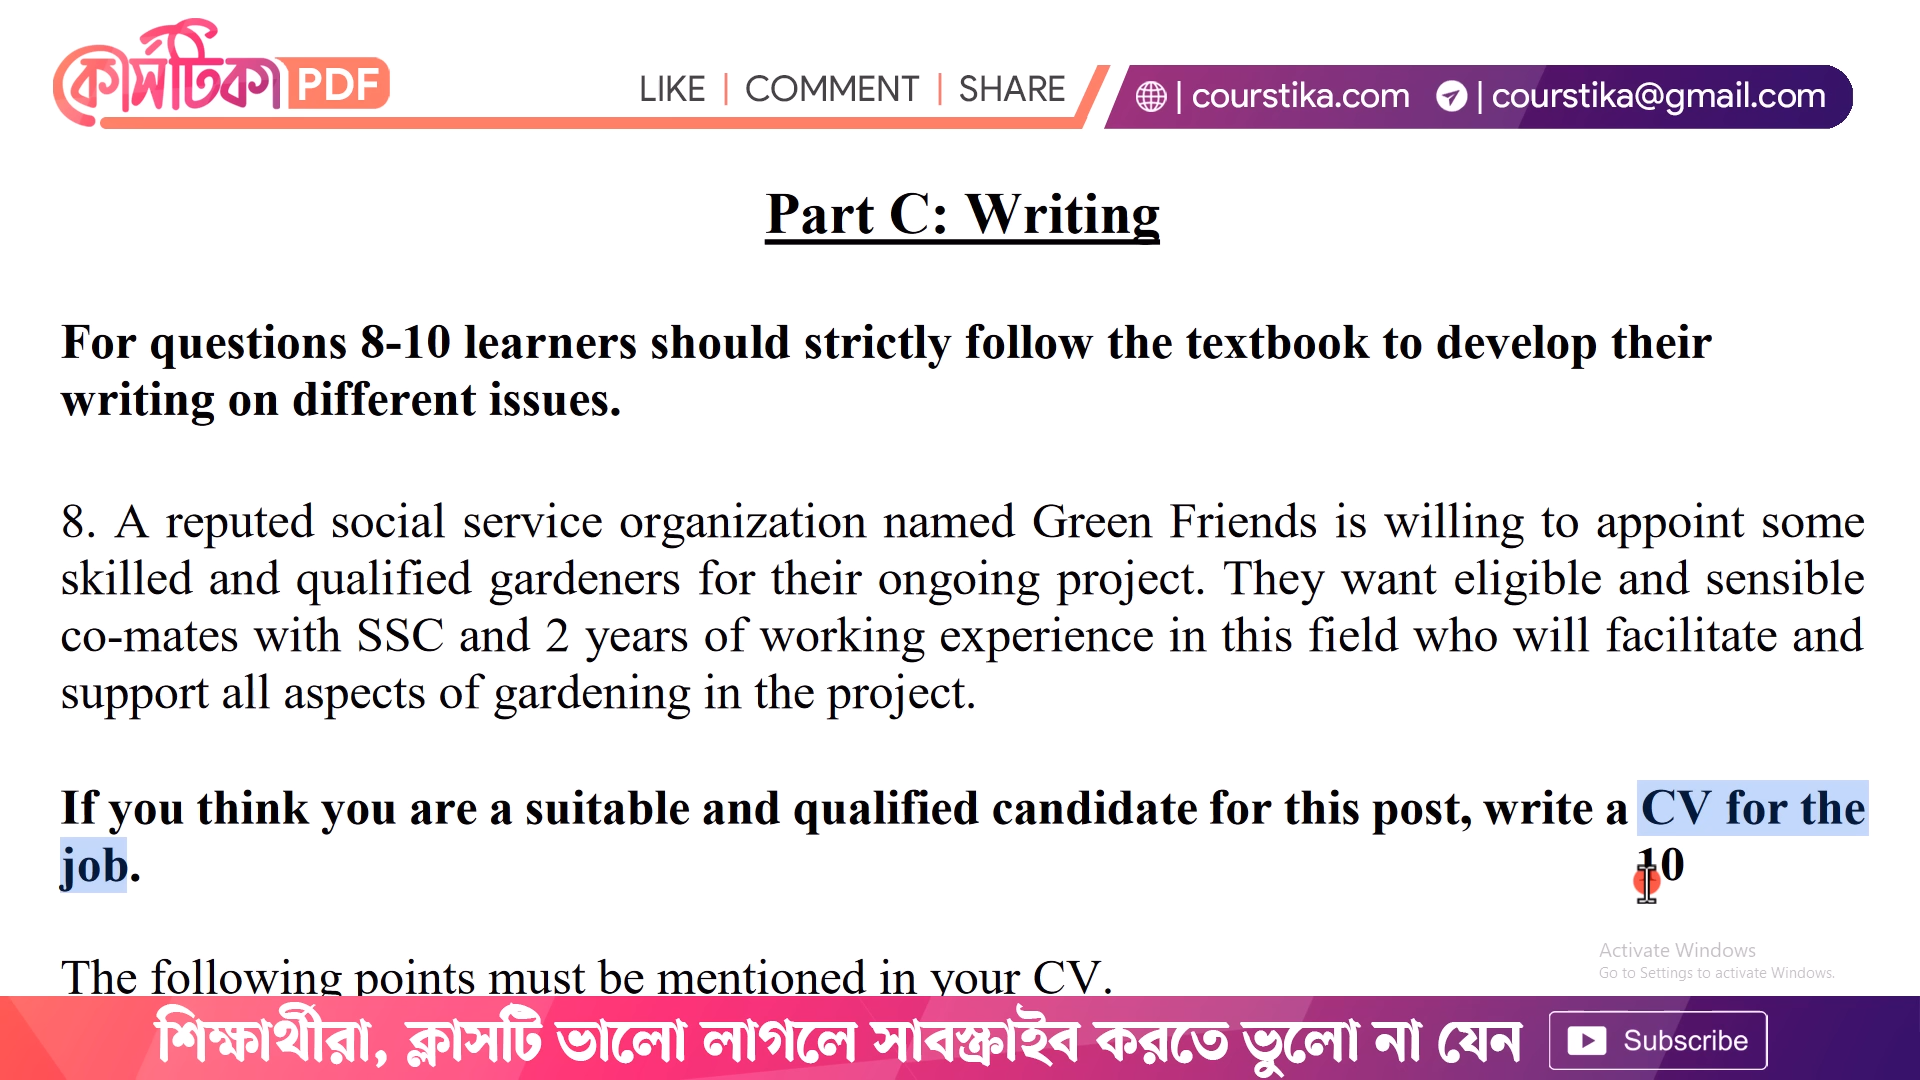 কোর্সটিকা PDF
LIKE | COMMENT | SHARE
| courstika.com | courstika@gmail.com
Part C: Writing
For questions 8-10 learners should strictly follow the textbook to develop their
writing on different issues.
8. A reputed social service organization named Green Friends is willing to appoint some
skilled and qualified gardeners for their ongoing project. They want eligible and sensible
co-mates with SSC and 2 years of working experience in this field who will facilitate and
support all aspects of gardening in the project.
If you think you are a suitable and qualified candidate for this post, write a CV for the
job. 10
The following points must be mentioned in your CV.
Activate Windows
Go to Settings to activate Windows.
শিক্ষার্থীরা, ক্লাসটি ভালো লাগলে সাবস্ক্রাইব করতে ভুলো না যেন
Subscribe